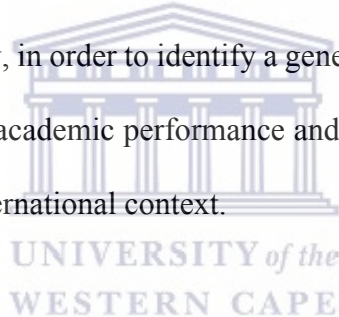 , in order to identify a gene
academic performance and
ernational context.
UNIVERSITY of the
WESTERN CAPE